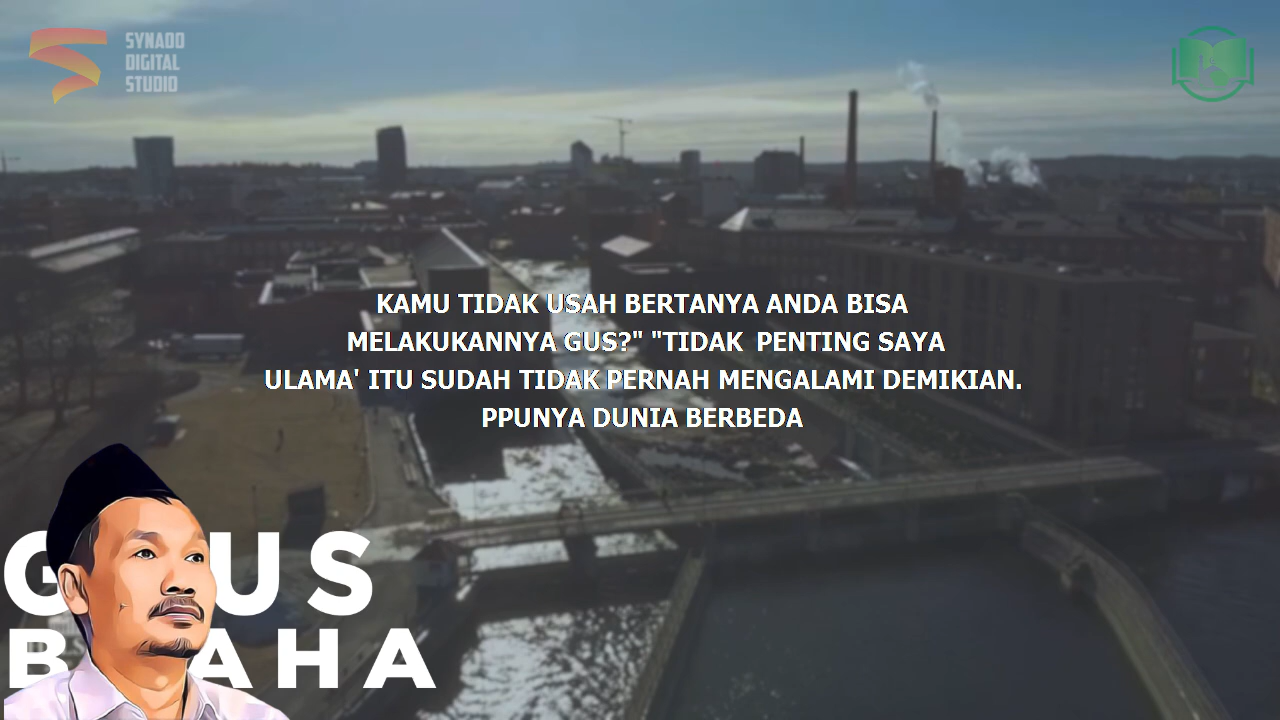 SYNADO
DIGITAL
STUDIO
KAMU TIDAK USAH BERTANYA ANDA BISA
MELAKUKANNYA GUS?" "TIDAK  PENTING SAYA
ULAMA' ITU SUDAH TIDAK PERNAH MENGALAMI DEMIKIAN.
PPUNYA DUNIA BERBEDA
GUS
BAHA